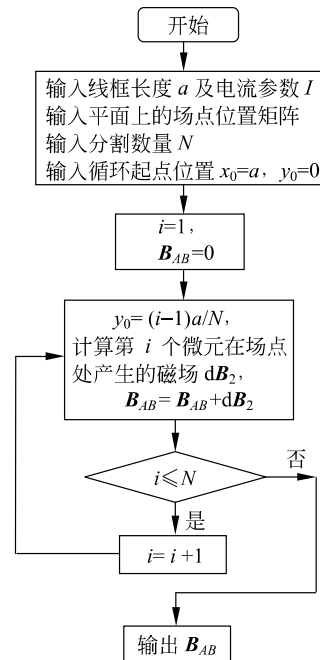 开始
输入线框长度 a 及电流参数 I
输入平面上的场点位置矩阵
输入分割数量 N
输入循环起点位置 x₀=a, y₀=0
i=1,
B_AB=0
y₀= (i–1)a/N,
计算第 i 个微元在场点
处产生的磁场 dB₂,
B_AB= B_AB+dB₂
i≤N
否
是
i= i +1
输出 B_AB